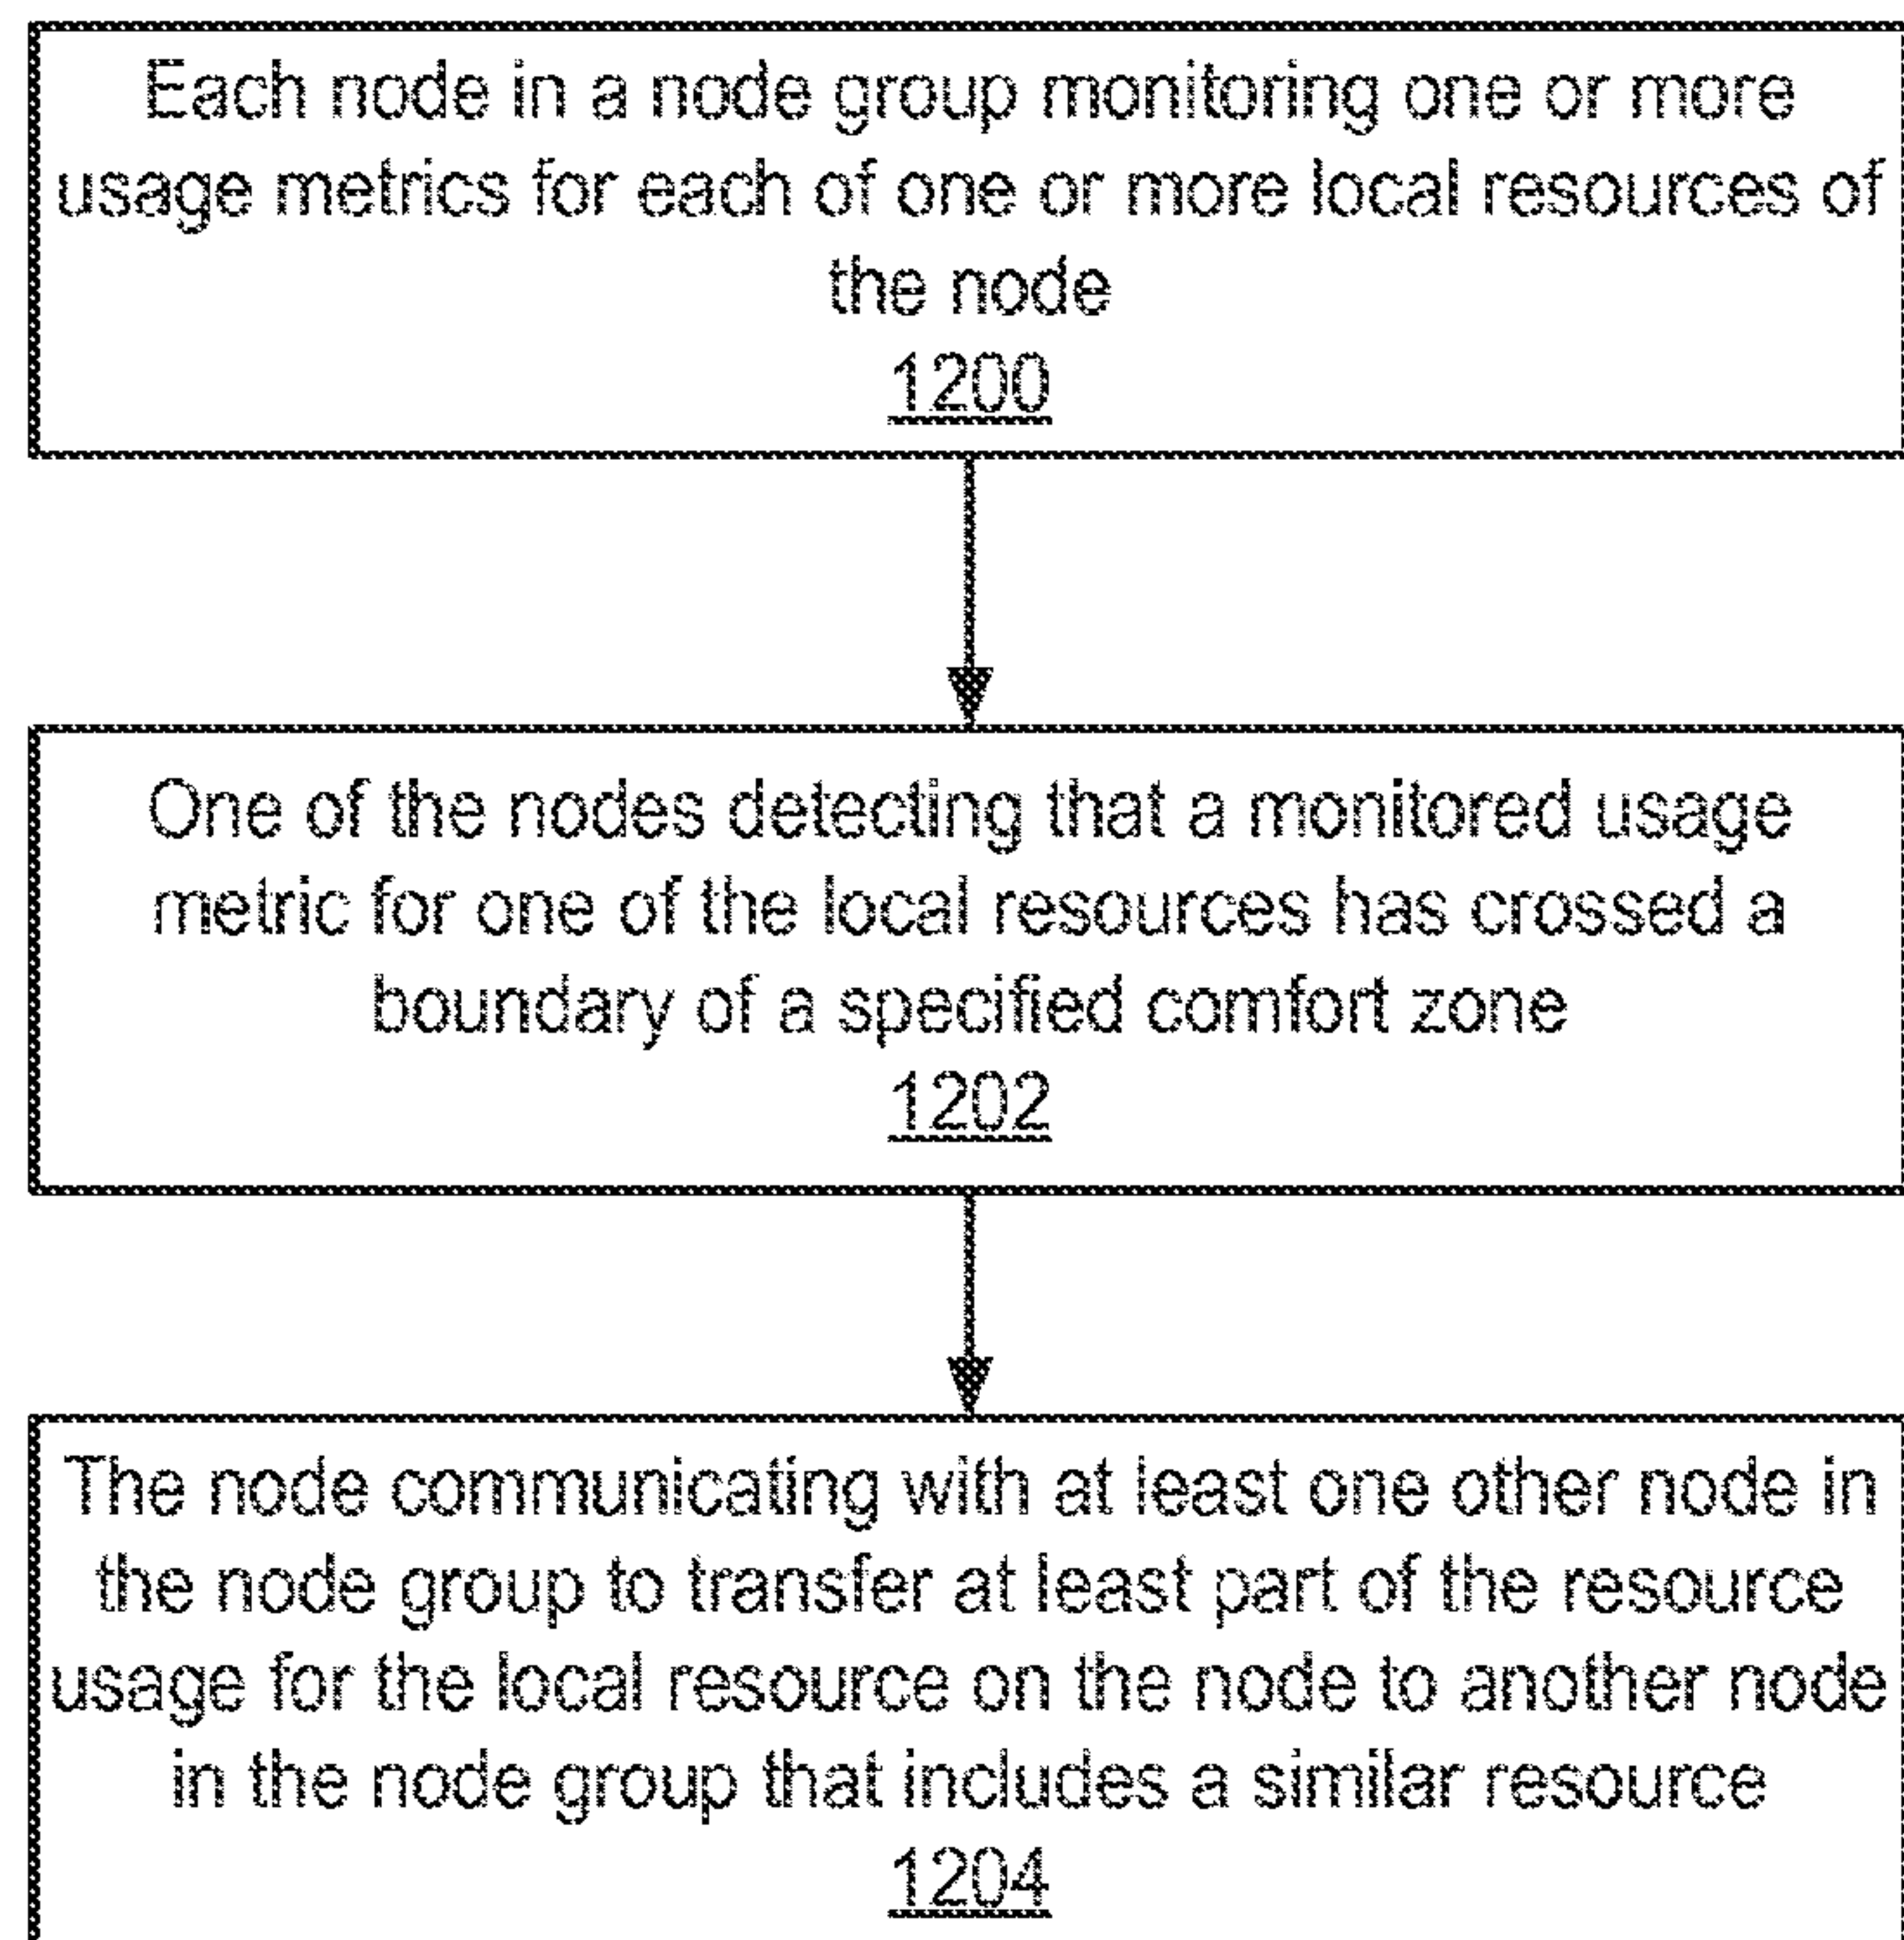 Each node in a node group monitoring one or more
usage metrics for each of one or more local resources of
the node
1200
One of the nodes detecting that a monitored usage
metric for one of the local resources has crossed a
boundary of a specified comfort zone
1202
The node communicating with at least one other node in
the node group to transfer at least part of the resource
usage for the local resource on the node to another node
in the node group that includes a similar resource
1204